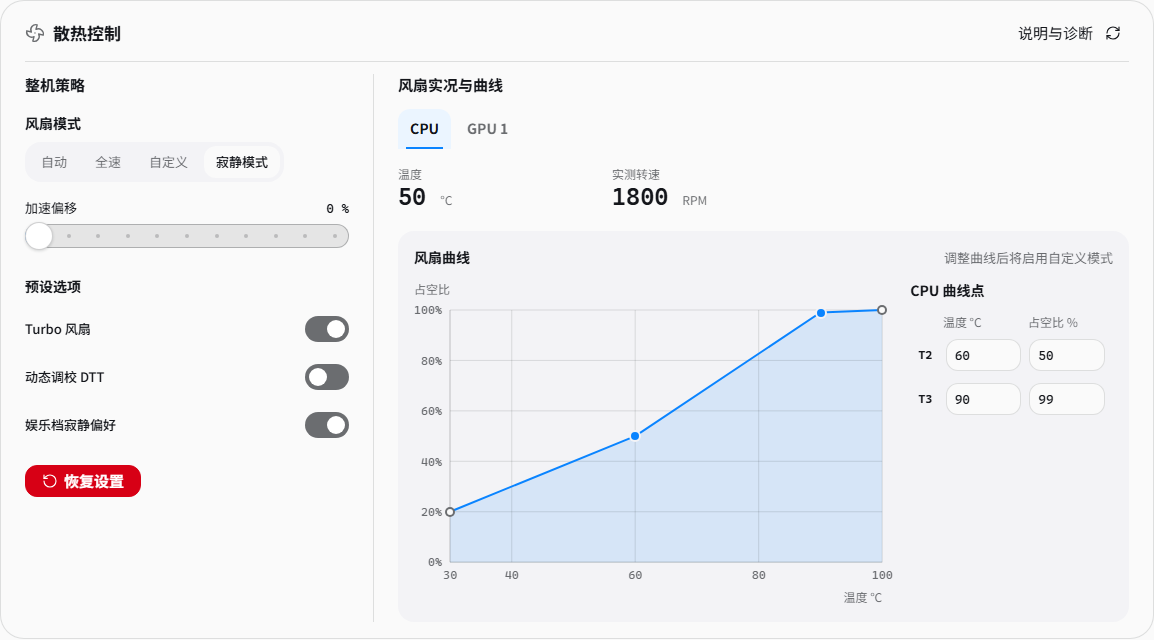 散热控制
说明与诊断
整机策略
风扇模式
自动 全速 自定义 寂静模式
加速偏移 0 %
预设选项
Turbo 风扇
动态调校 DTT
娱乐档寂静偏好
恢复设置
风扇实况与曲线
CPU GPU 1
温度 实测转速
50 °C 1800 RPM
风扇曲线 调整曲线后将启用自定义模式
占空比
100%
80%
60%
40%
20%
0%
30 40 60 80 100
温度 °C
CPU 曲线点
温度 °C 占空比 %
T2 60 50
T3 90 99